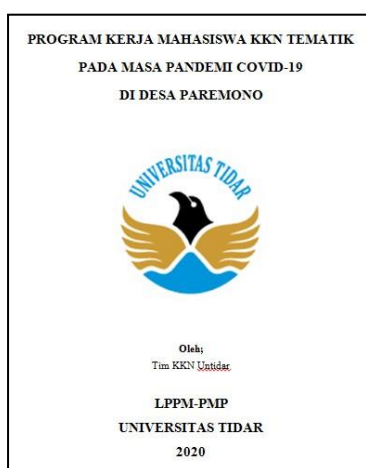 PROGRAM KERJA MAHASISWA KKN TEMATIK
PADA MASA PANDEMI COVID-19
DI DESA PAREMONO
UNIVERSITAS TIDAR
Oleh;
Tim KKN Untidar
LPPM-PMP
UNIVERSITAS TIDAR
2020